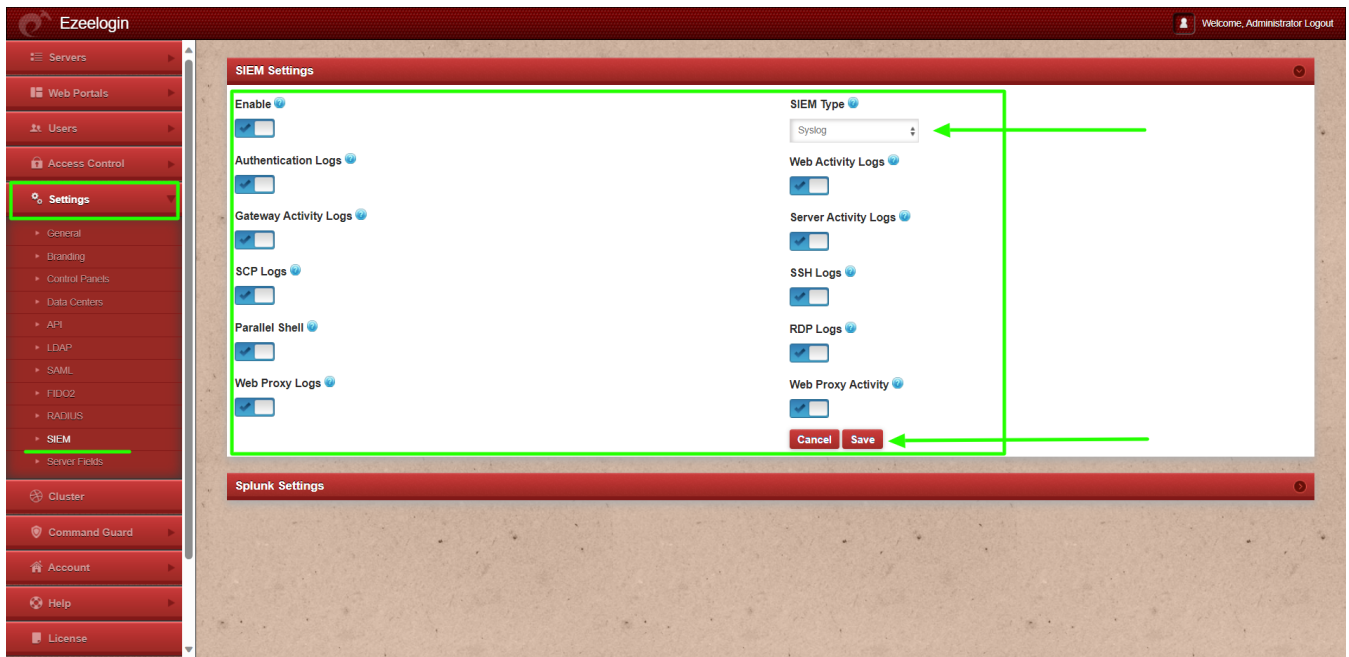 Ezeelogin
Welcome, Administrator Logout
Servers
Web Portals
Users
Access Control
Settings
General
Branding
Control Panels
Data Centers
API
LDAP
SAML
FIDO2
RADIUS
SIEM
Server Fields
Cluster
Command Guard
Account
Help
License
SIEM Settings
Enable
SIEM Type
Syslog
Authentication Logs
Web Activity Logs
Gateway Activity Logs
Server Activity Logs
SCP Logs
SSH Logs
Parallel Shell
RDP Logs
Web Proxy Logs
Web Proxy Activity
Cancel Save
Splunk Settings